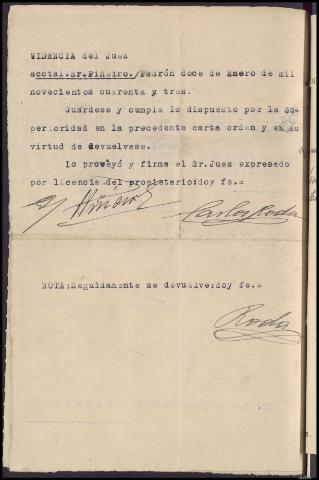 VIDENCIA del Juez
acctal.Sr.Piñeiro./Padrón doce de Enero de mil
novecientos cuarenta y tres.
Guárdese y cumpla lo dispuesto por la Su-
perioridad en la precedente carta orden y en su
virtud de devuelvase.
Lo proveyó y firma el Sr.Juez expresado
por licencia del propietario:doy fe.=
Piñeiro Carlos Roda
NOTA:Seguidamente se devuelve:doy fe.=
Roda